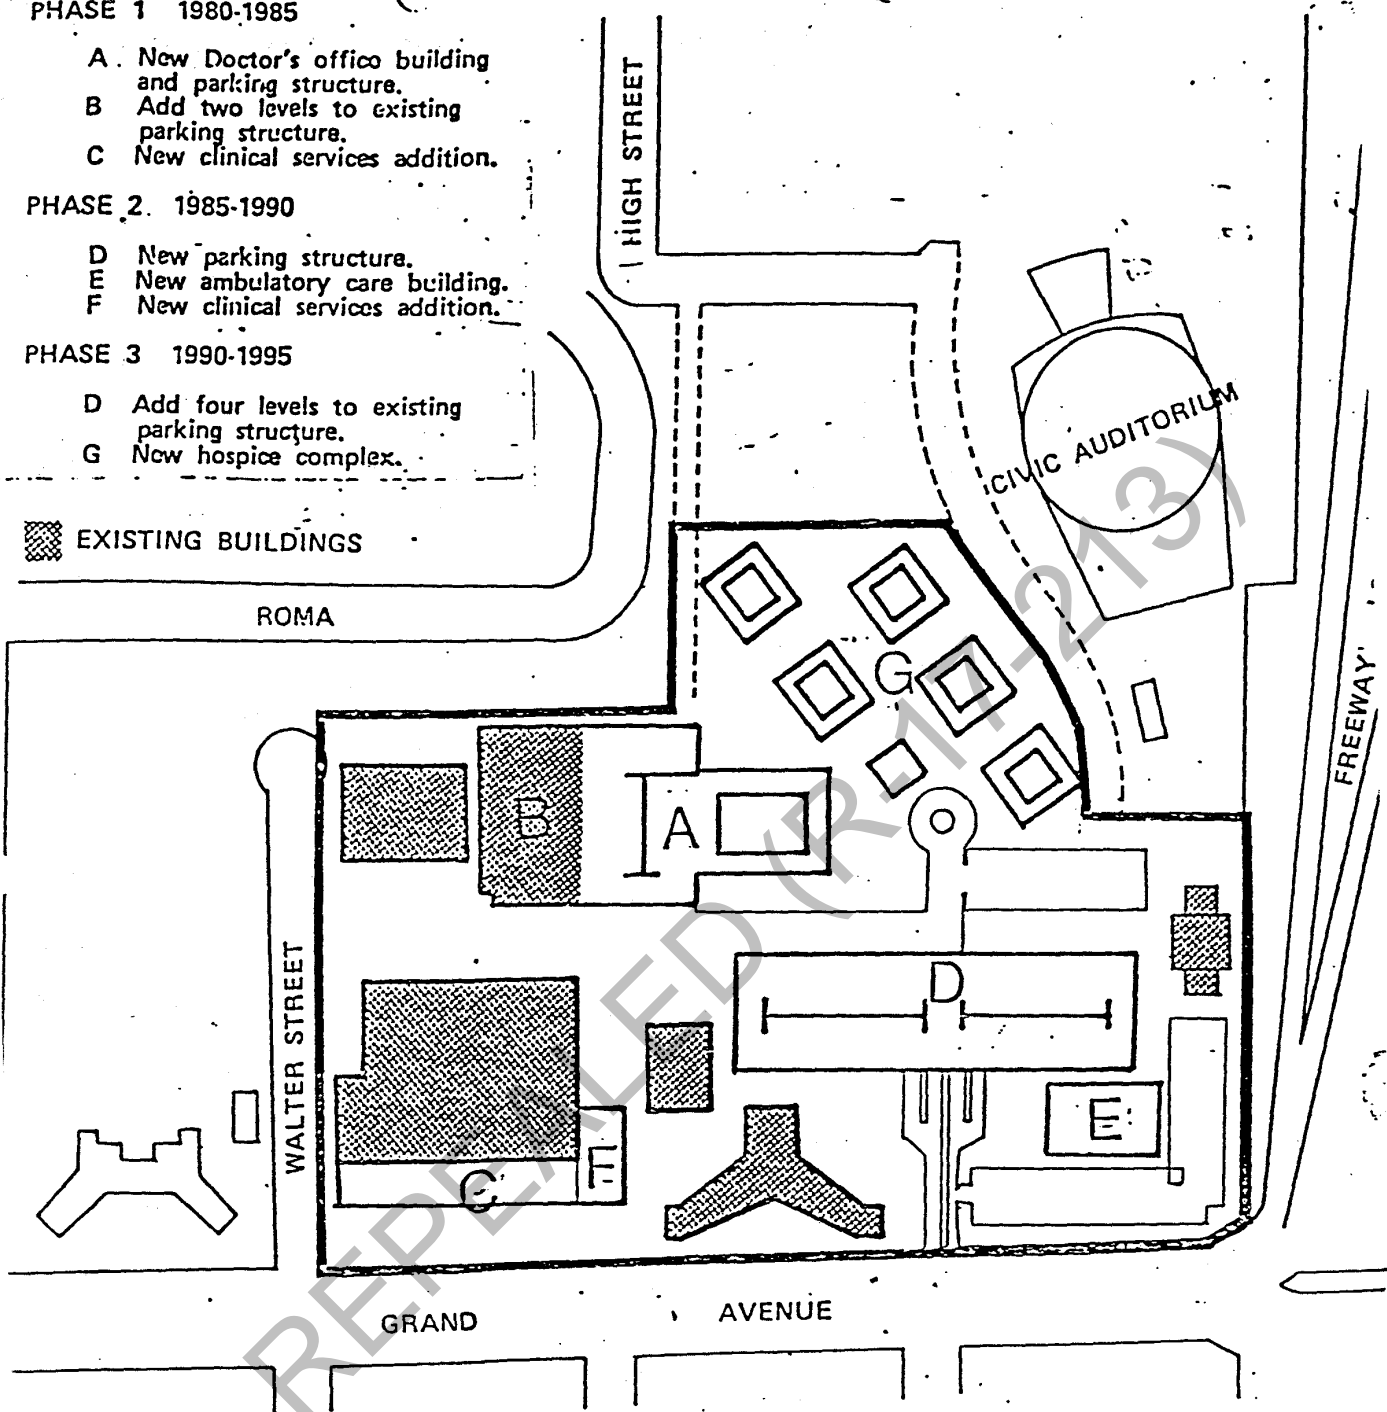 PHASE 1 1980-1985
A. New Doctor's office building
and parking structure.
B Add two levels to existing
parking structure.
C New clinical services addition.
PHASE 2. 1985-1990
D New parking structure.
E New ambulatory care building.
F New clinical services addition.
PHASE 3 1990-1995
D Add four levels to existing
parking structure.
G New hospice complex.
EXISTING BUILDINGS
HIGH STREET
CIVIC AUDITORIUM
ROMA
FREEWAY
G
B
A
D
WALTER STREET
E
F
C
GRAND AVENUE
REPEALED (R-17-213)